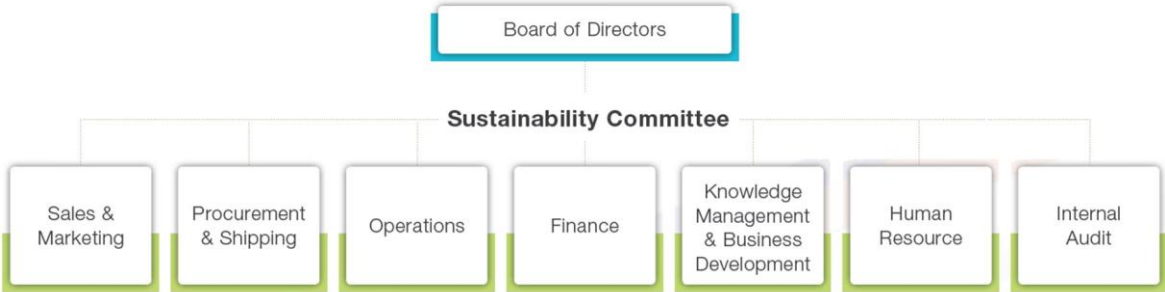 Board of Directors
Sustainability Committee
Sales &
Marketing
Procurement
& Shipping
Operations
Finance
Knowledge
Management
& Business
Development
Human
Resource
Internal
Audit